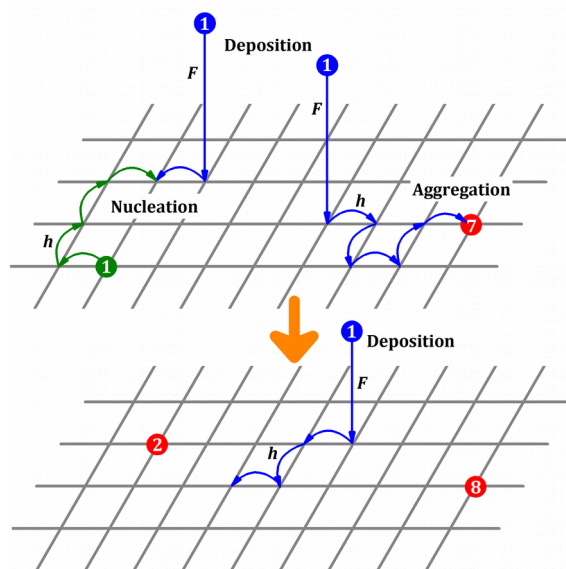 1
Deposition
F
1
F
Aggregation
Nucleation
h
7
h
1
1
Deposition
F
2
h
8